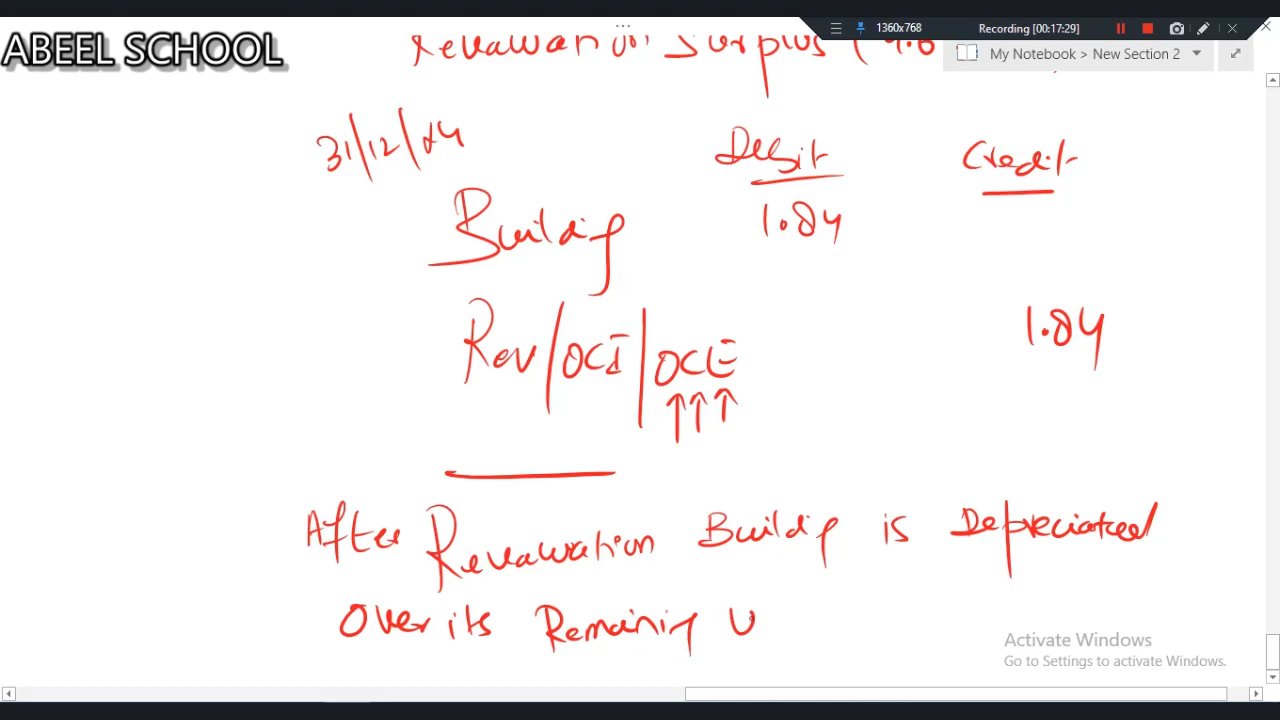 1360x768
Recording [00:17:29]
ABEEL SCHOOL
Revaluation Surplus (
My Notebook > New Section 2
31/12/24
Debit Credit
Building 1.84
Rev/OCI/OCE 1.84
After Revaluation Building is Depreciated
Over its Remaining U
Activate Windows
Go to Settings to activate Windows.